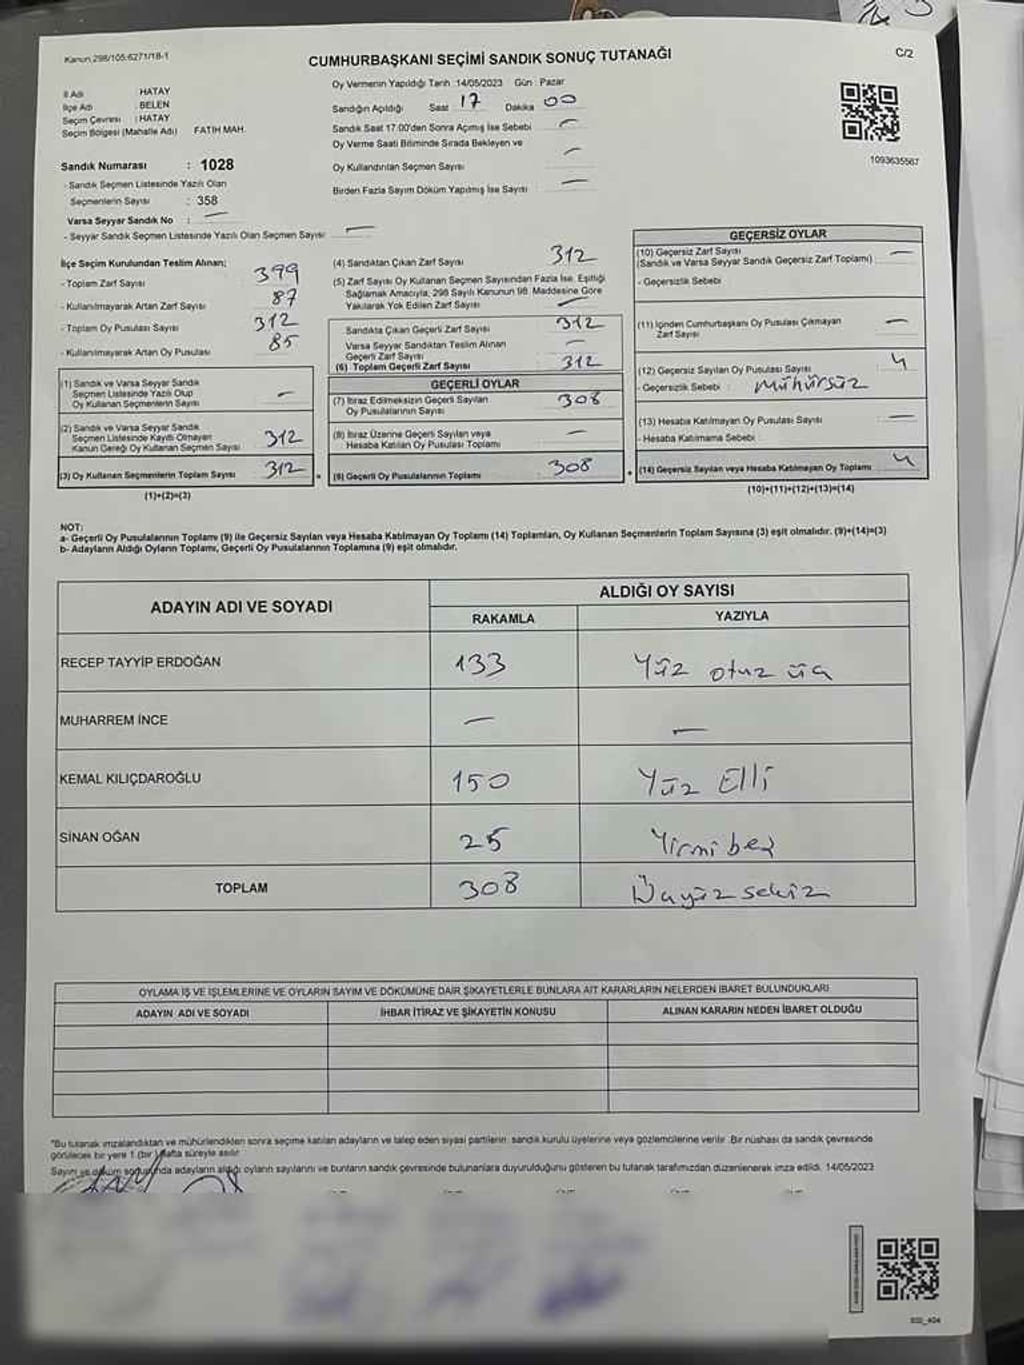 Kanun 298/105-6271/18-1
CUMHURBAŞKANI SEÇİMİ SANDIK SONUÇ TUTANAĞI
C/2
İl Adı HATAY
İlçe Adı : BELEN
Seçim Çevresi : HATAY
Seçim Bölgesi (Mahalle Adı) FATİH MAH.
Sandık Numarası : 1028
- Sandık Seçmen Listesinde Yazılı Olan
Seçmenlerin Sayısı : 358
Varsa Seyyar Sandık No : —
- Seyyar Sandık Seçmen Listesinde Yazılı Olan Seçmen Sayısı —
Oy Vermenin Yapıldığı Tarih :14/05/2023 Gün : Pazar
Sandığın Açıldığı Saat 17 Dakika 00
Sandık Saat 17:00'den Sonra Açımış İse Sebebi —
Oy Verme Saati Bitiminde Sırada Bekleyen ve
Oy Kullandırılan Seçmen Sayısı —
Birden Fazla Sayım Döküm Yapılmış İse Sayısı —
1093635567
İlçe Seçim Kurulundan Teslim Alınan;
- Toplam Zarf Sayısı 399
- Kullanılmayarak Artan Zarf Sayısı 87
- Toplam Oy Pusulası Sayısı 312
- Kullanılmayarak Artan Oy Pusulası 85
(1) Sandık ve Varsa Seyyar Sandık
Seçmen Listesinde Yazılı Olup
Oy Kullanan Seçmenlerin Sayısı —
(2) Sandık ve Varsa Seyyar Sandık
Seçmen Listesinde Kayıtlı Olmayan
Kanun Gereği Oy Kullanan Seçmen Sayısı 312
(3) Oy Kullanan Seçmenlerin Toplam Sayısı 312
(1)+(2)=(3)
(4) Sandıktan Çıkan Zarf Sayısı 312
(5) Zarf Sayısı Oy Kullanan Seçmen Sayısından Fazla İse, Eşitliği
Sağlamak Amacıyla, 298 Sayılı Kanunun 98. Maddesine Göre
Yakılarak Yok Edilen Zarf Sayısı —
Sandıkta Çıkan Geçerli Zarf Sayısı 312
Varsa Seyyar Sandıktan Teslim Alınan
Geçerli Zarf Sayısı —
(6) Toplam Geçerli Zarf Sayısı 312
GEÇERLİ OYLAR
(7) İtiraz Edilmeksizin Geçerli Sayılan
Oy Pusulalarının Sayısı 308
(8) İtiraz Üzerine Geçerli Sayılan veya
Hesaba Katılan Oy Pusulası Toplamı —
(9) Geçerli Oy Pusulalarının Toplamı 308
GEÇERSİZ OYLAR
(10) Geçersiz Zarf Sayısı —
(Sandık ve Varsa Seyyar Sandık Geçersiz Zarf Toplamı)
- Geçersizlik Sebebi
(11) İçinden Cumhurbaşkanı Oy Pusulası Çıkmayan
Zarf Sayısı —
(12) Geçersiz Sayılan Oy Pusulası Sayısı 4
- Geçersizlik Sebebi : mühürsüz
(13) Hesaba Katılmayan Oy Pusulası Sayısı —
- Hesaba Katılmama Sebebi
(14) Geçersiz Sayılan veya Hesaba Katılmayan Oy Toplamı 4
(10)+(11)+(12)+(13)=(14)
NOT:
a- Geçerli Oy Pusulalarının Toplamı (9) ile Geçersiz Sayılan veya Hesaba Katılmayan Oy Toplamı (14) Toplamları, Oy Kullanan Seçmenlerin Toplam Sayısına (3) eşit olmalıdır. (9)+(14)=(3)
b- Adayların Aldığı Oyların Toplamı, Geçerli Oy Pusulalarının Toplamına (9) eşit olmalıdır.
ADAYIN ADI VE SOYADI
ALDIĞI OY SAYISI
RAKAMLA YAZIYLA
RECEP TAYYİP ERDOĞAN 133 Yüz otuz üç
MUHARREM İNCE — —
KEMAL KILIÇDAROĞLU 150 Yüz Elli
SİNAN OĞAN 25 Yirmi beş
TOPLAM 308 Üçyüz sekiz
OYLAMA İŞ VE İŞLEMLERİNE VE OYLARIN SAYIM VE DÖKÜMÜNE DAİR ŞİKAYETLERLE BUNLARA AİT KARARLARIN NELERDEN İBARET BULUNDUKLARI
ADAYIN ADI VE SOYADI İHBAR İTİRAZ VE ŞİKAYETİN KONUSU ALINAN KARARIN NEDEN İBARET OLDUĞU
*Bu tutanak imzalandıktan ve mühürlendikten sonra seçime katılan adayların ve talep eden siyasi partilerin sandık kurulu üyelerine veya gözlemcilerine verilir. Bir nüshası da sandık çevresinde
görülecek bir yere 1 (bir) hafta süreyle asılır.
Sayım ve döküm sonucunda adayların aldığı oyların sayılarını ve bunların sandık çevresinde bulunanlara duyurulduğunu gösteren bu tutanak tarafımızdan düzenlenerek imza edildi. 14/05/2023